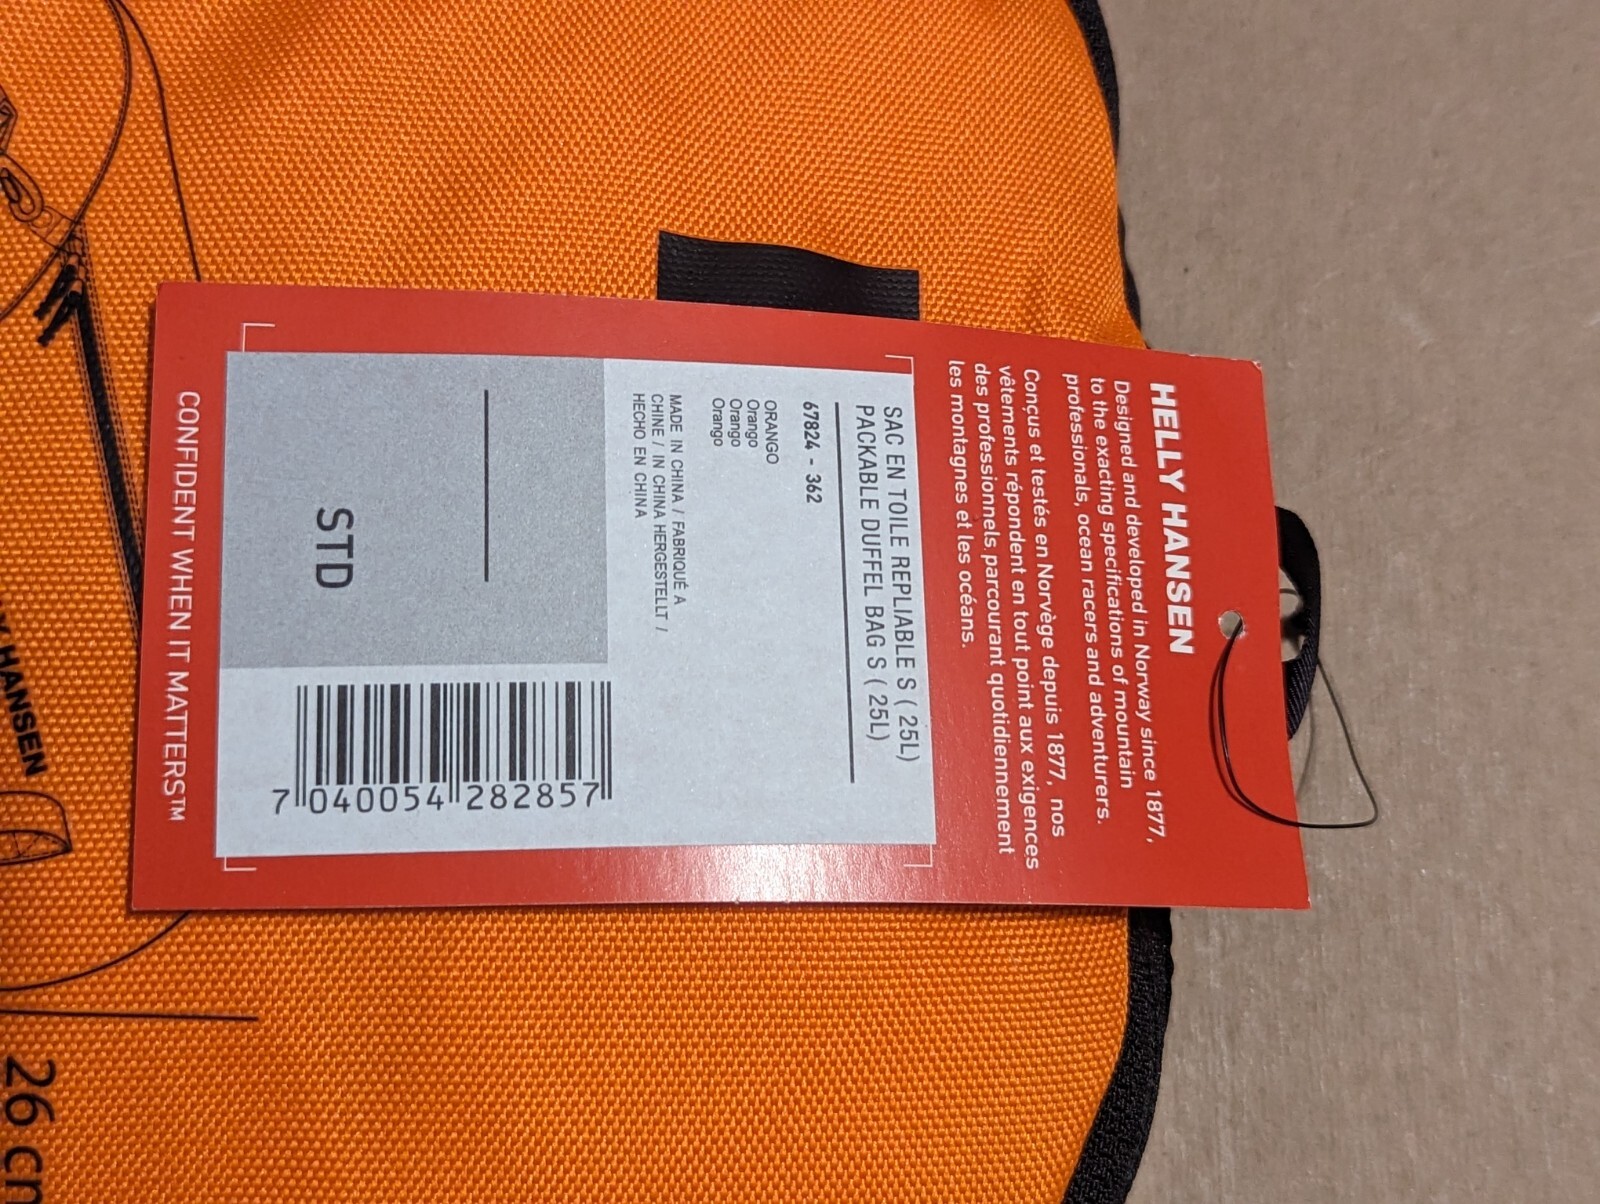 HELLY HANSEN
Designed and developed in Norway since 1877,
to the exacting specifications of mountain
professionals, ocean racers and adventurers.
Conçus et testés en Norvège depuis 1877, nos
vêtements répondent en tout point aux exigences
des professionnels parcourant quotidiennement
les montagnes et les océans.
SAC EN TOILE REPLIABLE S ( 25L)
PACKABLE DUFFEL BAG S ( 25L)
67824 - 362
ORANGO
Orango
Orango
Orango
MADE IN CHINA / FABRIQUÉ A
CHINE / IN CHINA HERGESTELLT /
HECHO EN CHINA
STD
7 040054 282857
CONFIDENT WHEN IT MATTERS™
HANSEN
26